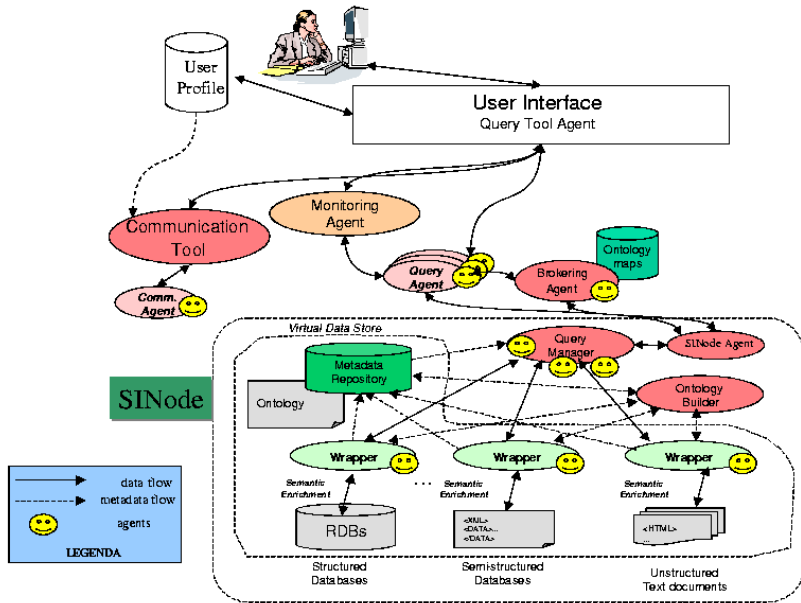 User
Profile
User Interface
Query Tool Agent
Communication
Tool
Monitoring
Agent
Ontology
maps
Query
Agent
Brokering
Agent
Comm.
Agent
Virtual Data Store
Query
Manager
SINode Agent
Metadata
Repository
SINode
Ontology
Ontology
Builder
Wrapper
Wrapper
Wrapper
Semantic
Enrichment
...
Semantic
Enrichment
Semantic
Enrichment
data flow
metadata flow
agents
LEGENDA
RDBs
<XML>
<DATA>...
</DATA>
<HTML>
...
Structured
Databases
Semi-structured
Databases
Unstructured
Text documents